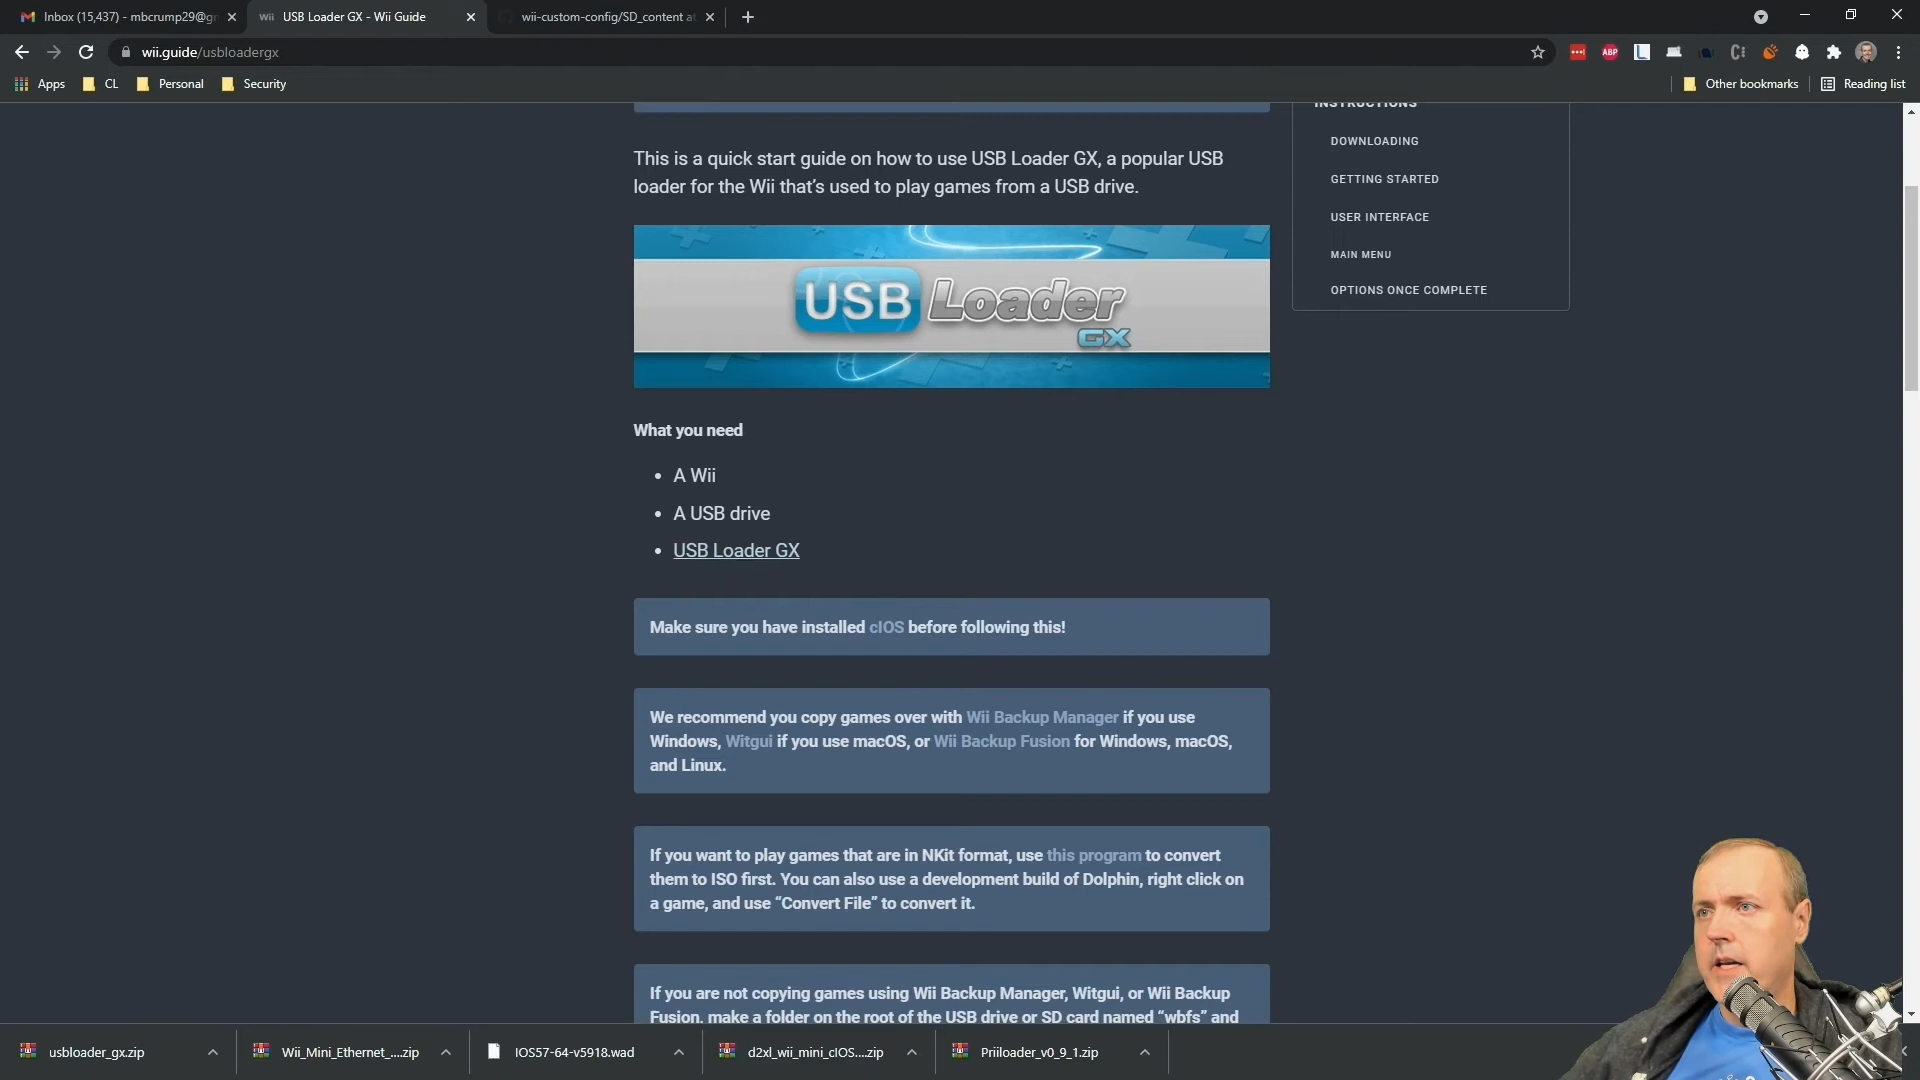 Inbox (15,437) - mbcrump29@gm
Wii
USB Loader GX - Wii Guide
wii-custom-config/SD_content at
wii.guide/usbloadergx
ABP
Apps
CL
Personal
Security
Other bookmarks
Reading list
INSTRUCTIONS
DOWNLOADING
GETTING STARTED
USER INTERFACE
MAIN MENU
OPTIONS ONCE COMPLETE
This is a quick start guide on how to use USB Loader GX, a popular USB
loader for the Wii that’s used to play games from a USB drive.
USB Loader
GX
What you need
• A Wii
• A USB drive
• USB Loader GX
Make sure you have installed cIOS before following this!
We recommend you copy games over with Wii Backup Manager if you use
Windows, Witgui if you use macOS, or Wii Backup Fusion for Windows, macOS,
and Linux.
If you want to play games that are in NKit format, use this program to convert
them to ISO first. You can also use a development build of Dolphin, right click on
a game, and use “Convert File” to convert it.
If you are not copying games using Wii Backup Manager, Witgui, or Wii Backup
Fusion, make a folder on the root of the USB drive or SD card named “wbfs” and
usbloader_gx.zip
Wii_Mini_Ethernet_....zip
IOS57-64-v5918.wad
d2xl_wii_mini_cIOS....zip
Priiloader_v0_9_1.zip